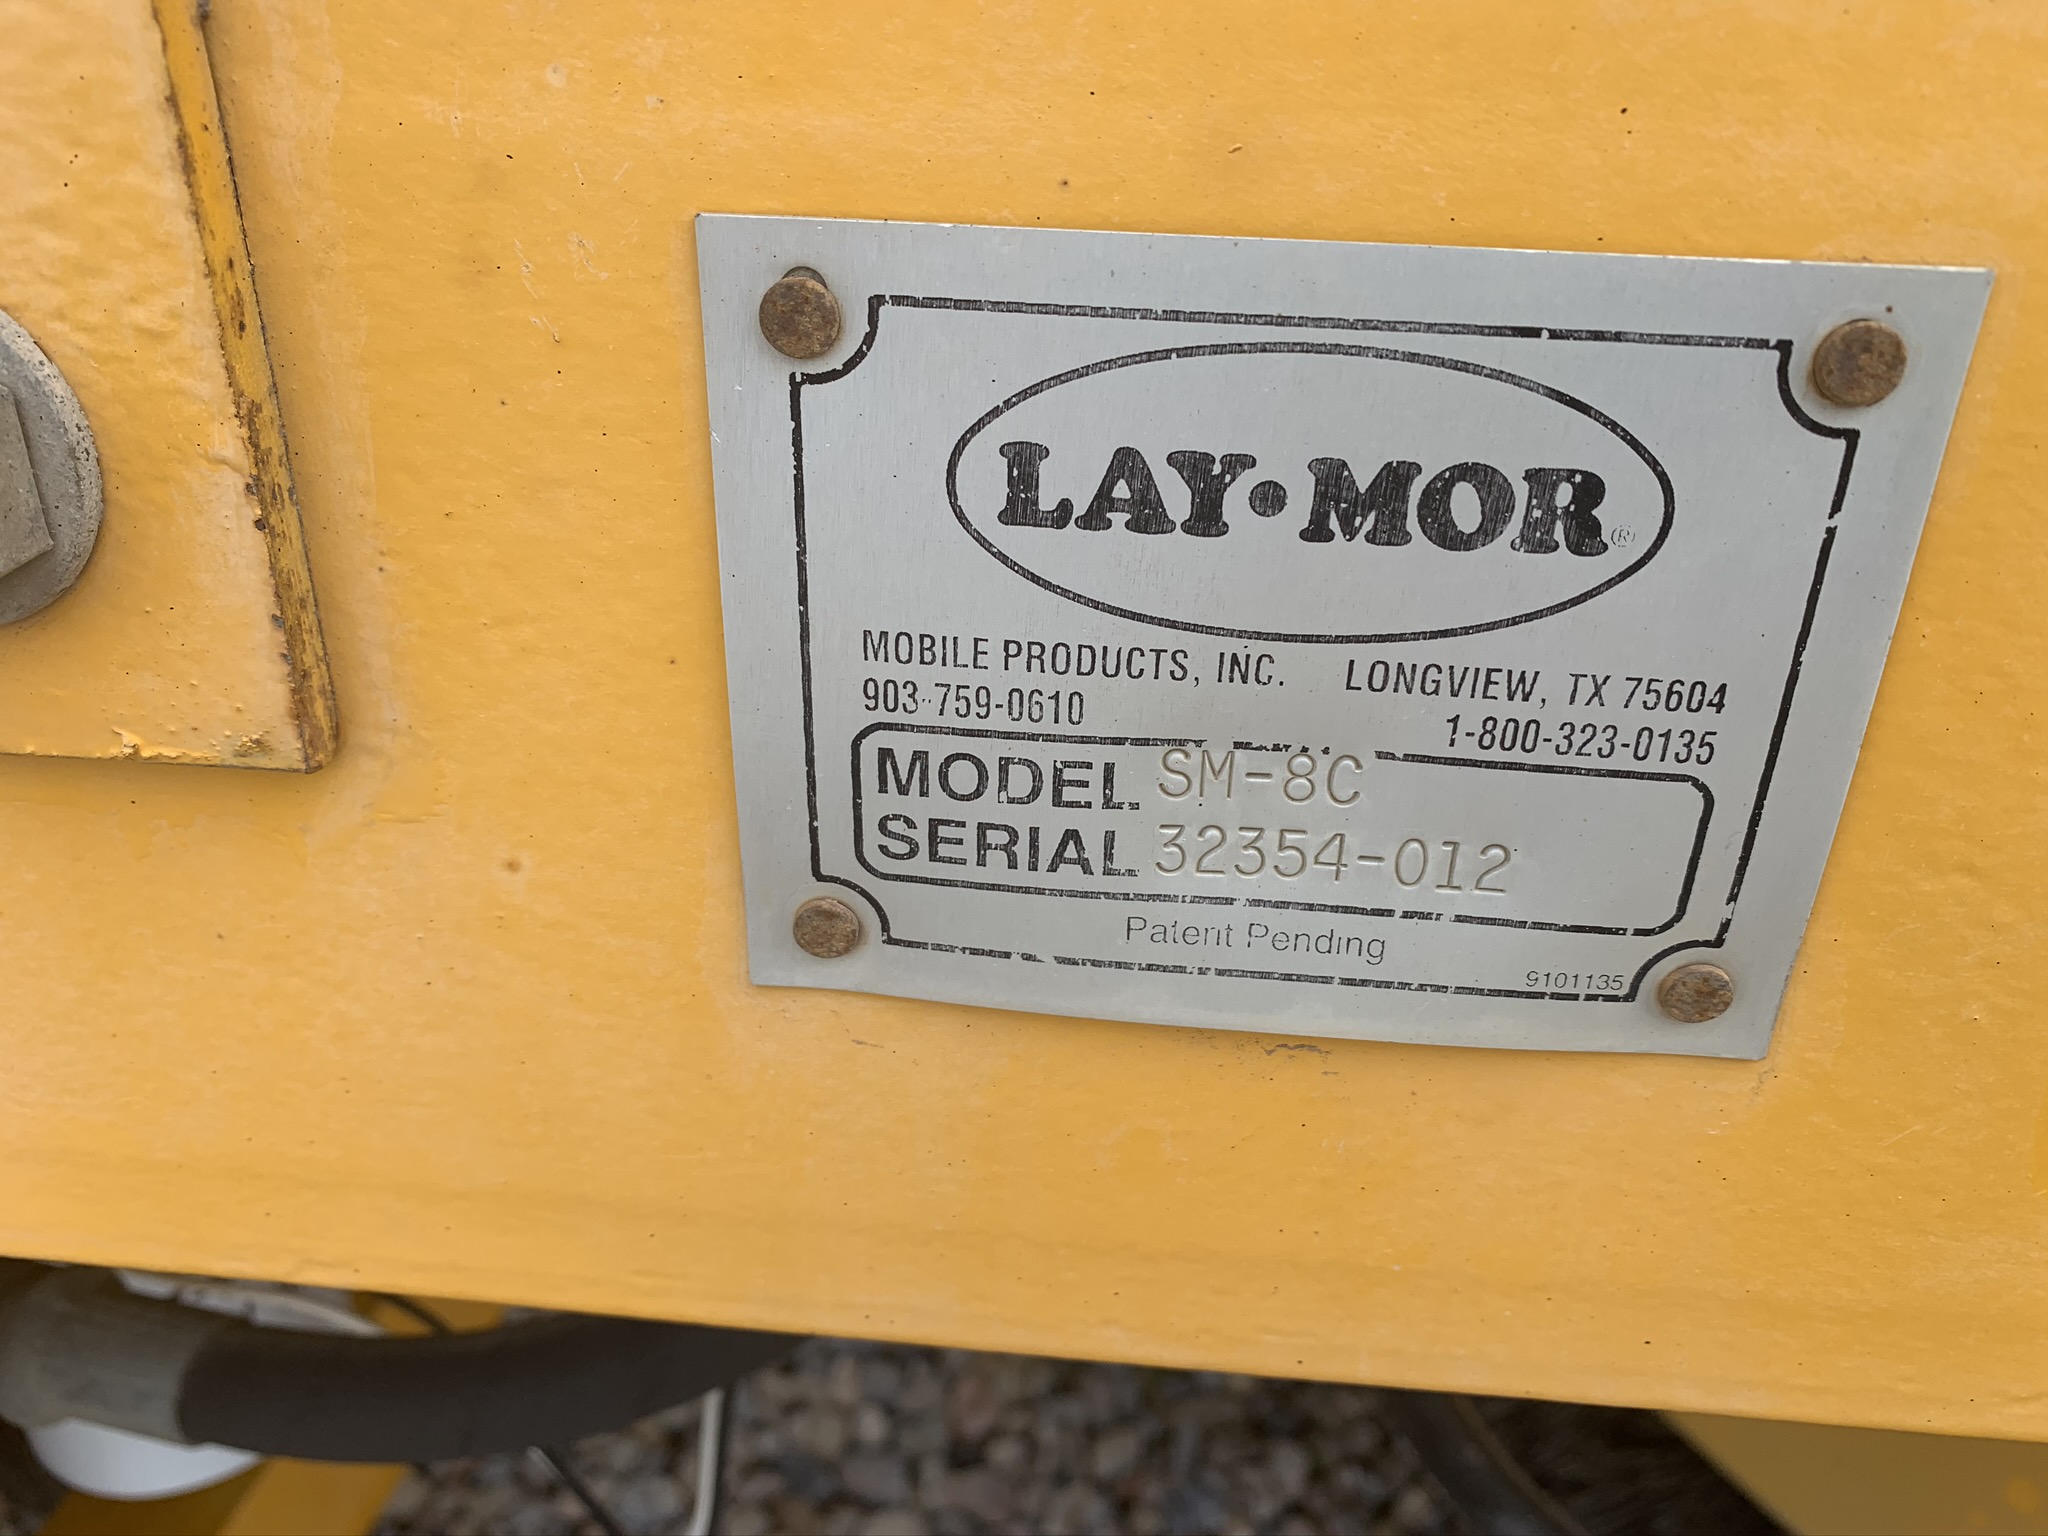 LAY•MOR®
MOBILE PRODUCTS, INC. LONGVIEW, TX 75604
903-759-0610 1-800-323-0135
MODEL SM-8C
SERIAL 32354-012
Patent Pending
9101135